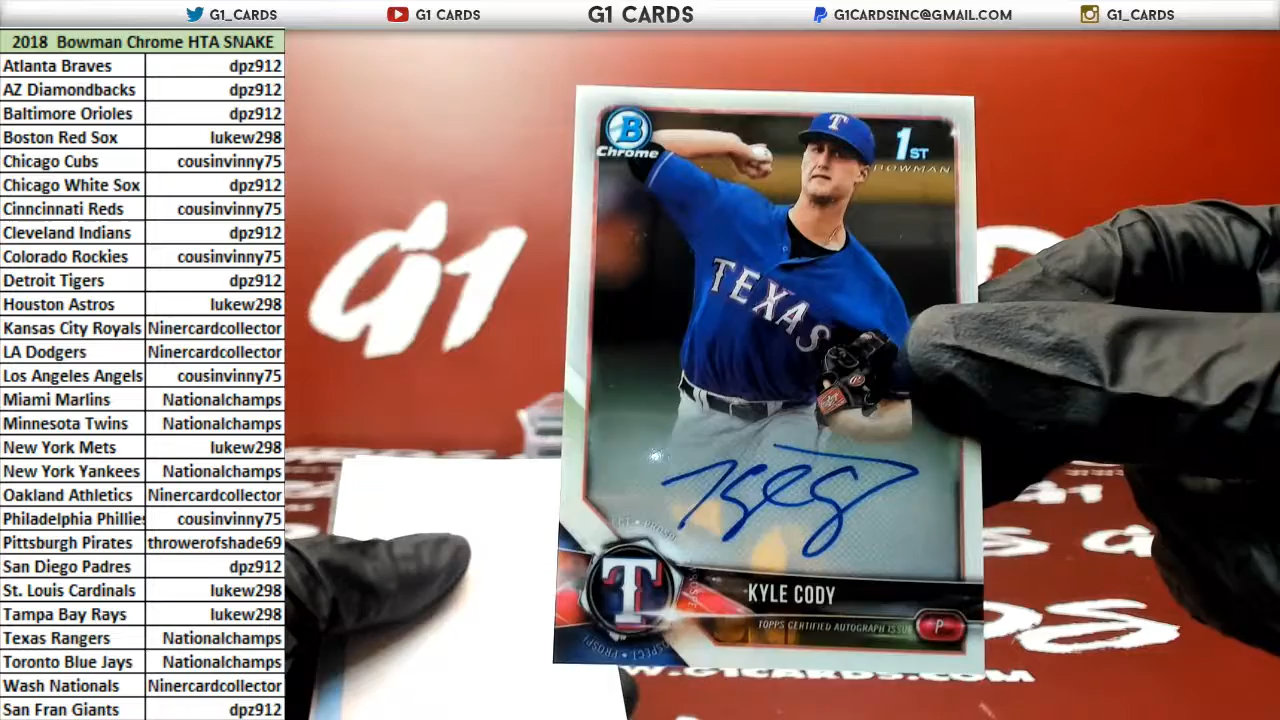 G1_CARDS
G1 CARDS
G1 CARDS
G1CARDSINC@GMAIL.COM
G1_CARDS
2018 Bowman Chrome HTA SNAKE
Atlanta Braves dpz912
AZ Diamondbacks dpz912
Baltimore Orioles dpz912
Boston Red Sox lukew298
Chicago Cubs cousinvinny75
Chicago White Sox dpz912
Cinncinnati Reds cousinvinny75
Cleveland Indians dpz912
Colorado Rockies cousinvinny75
Detroit Tigers dpz912
Houston Astros lukew298
Kansas City Royals Ninercardcollector
LA Dodgers Ninercardcollector
Los Angeles Angels cousinvinny75
Miami Marlins Nationalchamps
Minnesota Twins Nationalchamps
New York Mets lukew298
New York Yankees Nationalchamps
Oakland Athletics Ninercardcollector
Philadelphia Phillies cousinvinny75
Pittsburgh Pirates throwerofshade69
San Diego Padres dpz912
St. Louis Cardinals lukew298
Tampa Bay Rays lukew298
Texas Rangers Nationalchamps
Toronto Blue Jays Nationalchamps
Wash Nationals Ninercardcollector
San Fran Giants dpz912
B
Chrome
T
1ST
BOWMAN
TEXAS
G1
T
KYLE CODY
TOPPS CERTIFIED AUTOGRAPH ISSUE
P
G1
WWW.G1CARDS.COM